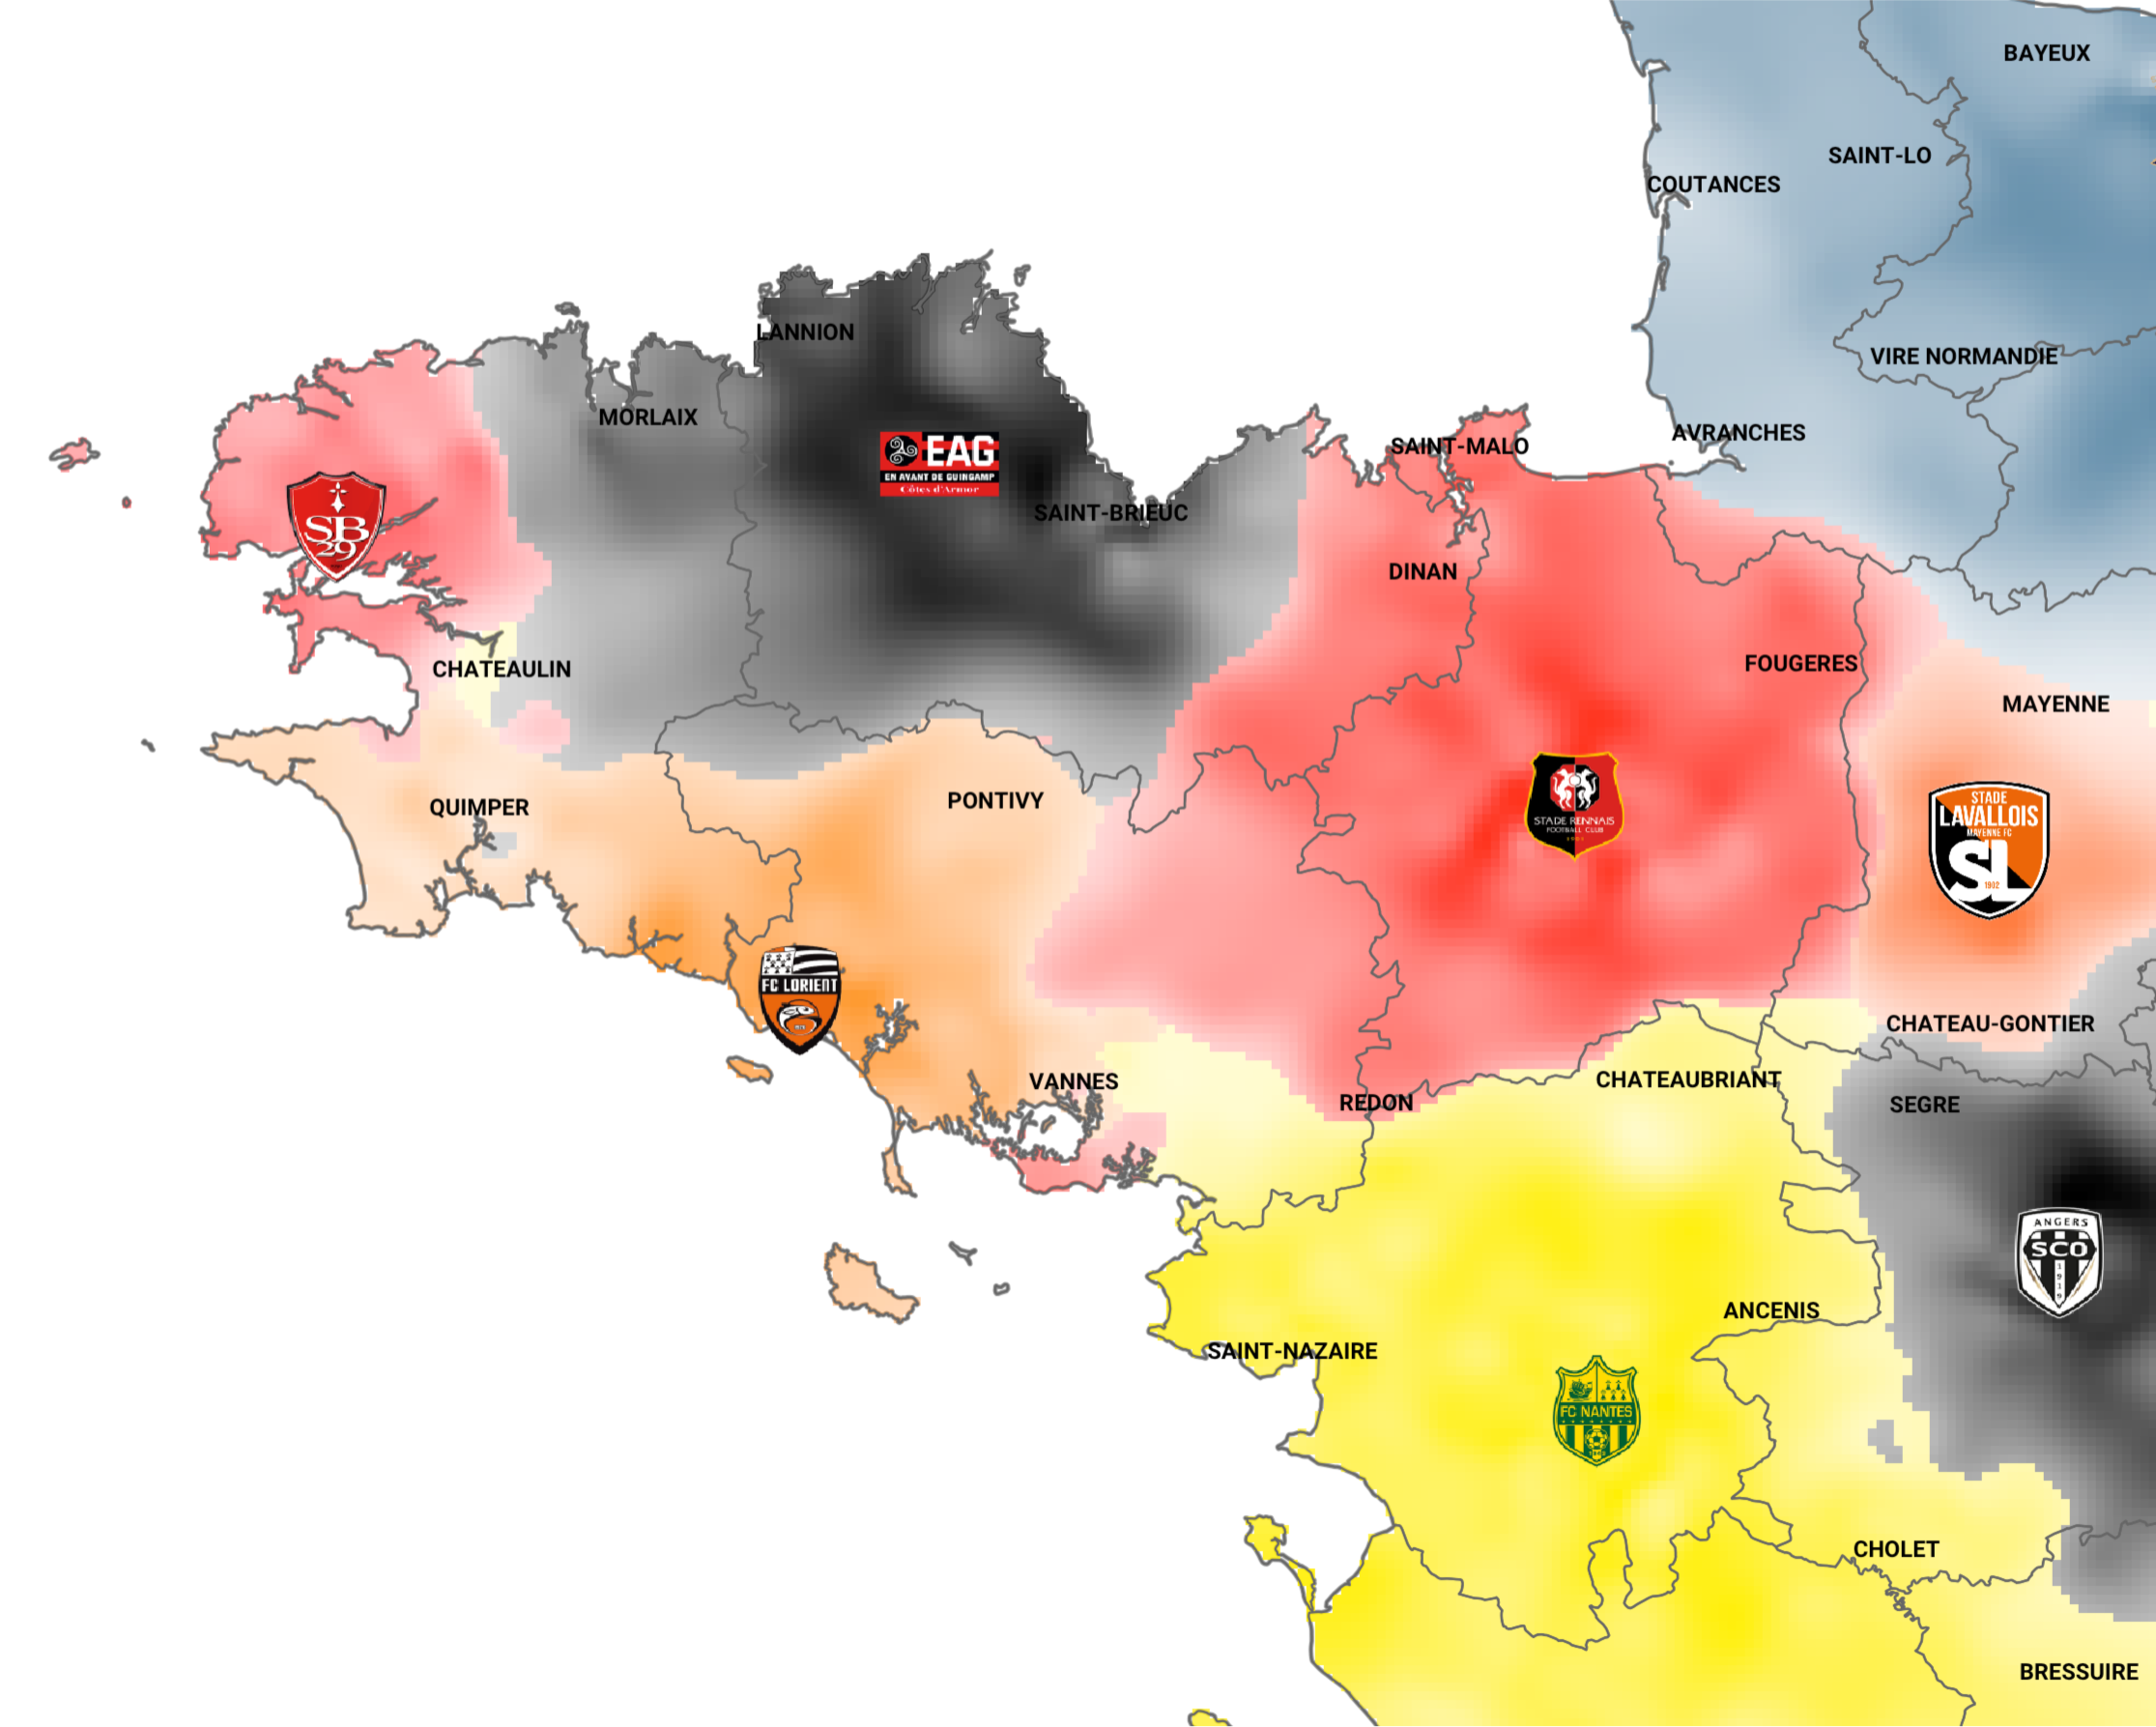 BAYEUX
SAINT-LO
COUTANCES
LANNION
VIRE NORMANDIE
MORLAIX
AVRANCHES
SAINT-MALO
EAG
EN AVANT DE GUINGAMP
Côtes d'Armor
SAINT-BRIEUC
SB
29
DINAN
CHATEAULIN
FOUGERES
MAYENNE
QUIMPER
PONTIVY
STADE RENNAIS
FOOTBALL CLUB
STADE
LAVALLOIS
MAYENNE FC
SL
1902
FC LORIENT
CHATEAU-GONTIER
VANNES
CHATEAUBRIANT
REDON
SEGRE
ANGERS
SCO
1919
ANCENIS
SAINT-NAZAIRE
FC NANTES
CHOLET
BRESSUIRE